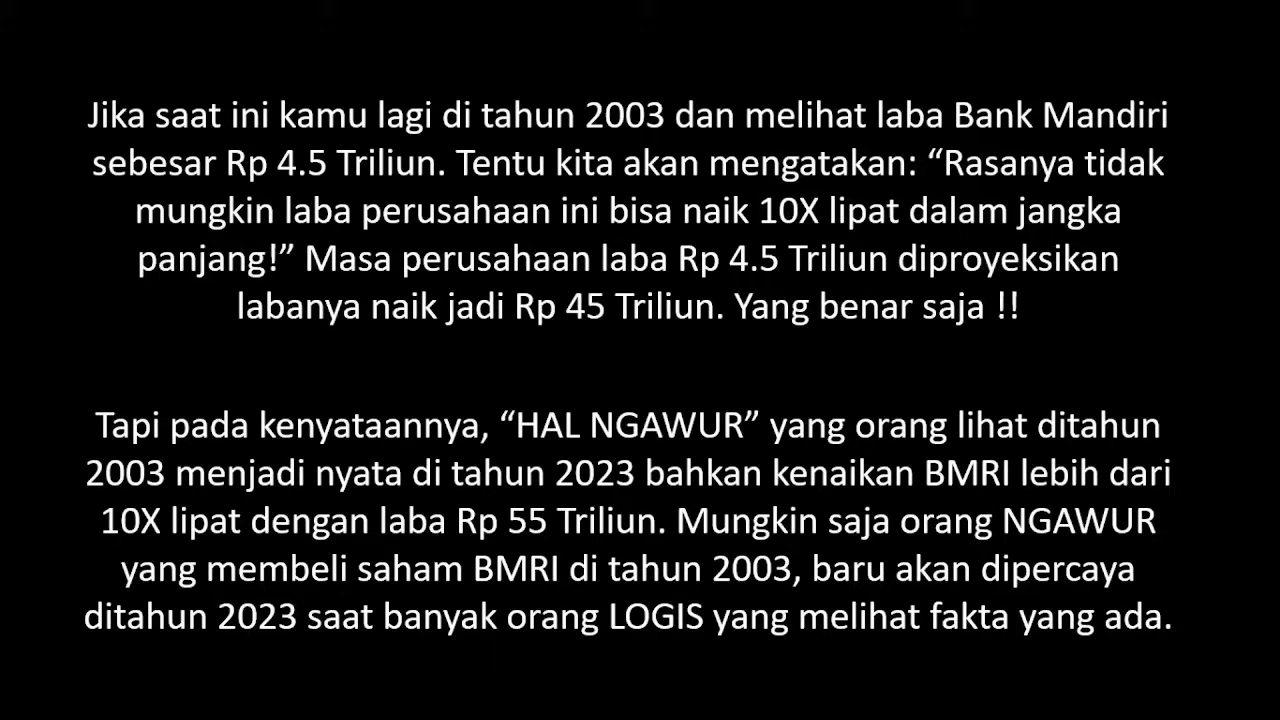 Jika saat ini kamu lagi di tahun 2003 dan melihat laba Bank Mandiri
sebesar Rp 4.5 Triliun. Tentu kita akan mengatakan: “Rasanya tidak
mungkin laba perusahaan ini bisa naik 10X lipat dalam jangka
panjang!” Masa perusahaan laba Rp 4.5 Triliun diproyeksikan
labanya naik jadi Rp 45 Triliun. Yang benar saja !!
Tapi pada kenyataannya, “HAL NGAWUR” yang orang lihat ditahun
2003 menjadi nyata di tahun 2023 bahkan kenaikan BMRI lebih dari
10X lipat dengan laba Rp 55 Triliun. Mungkin saja orang NGAWUR
yang membeli saham BMRI di tahun 2003, baru akan dipercaya
ditahun 2023 saat banyak orang LOGIS yang melihat fakta yang ada.